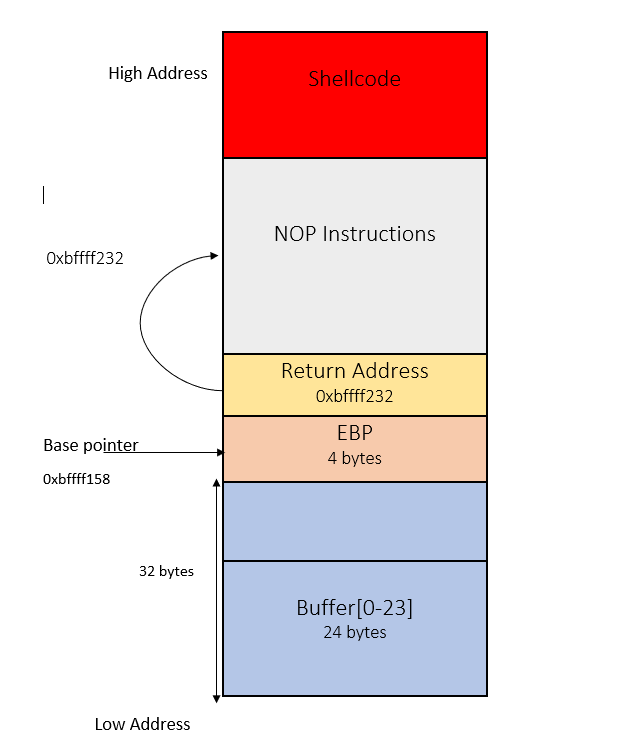 High Address
Shellcode
NOP Instructions
0xbffff232
Return Address
0xbffff232
EBP
Base pointer
4 bytes
0xbffff158
32 bytes
Buffer[0-23]
24 bytes
Low Address